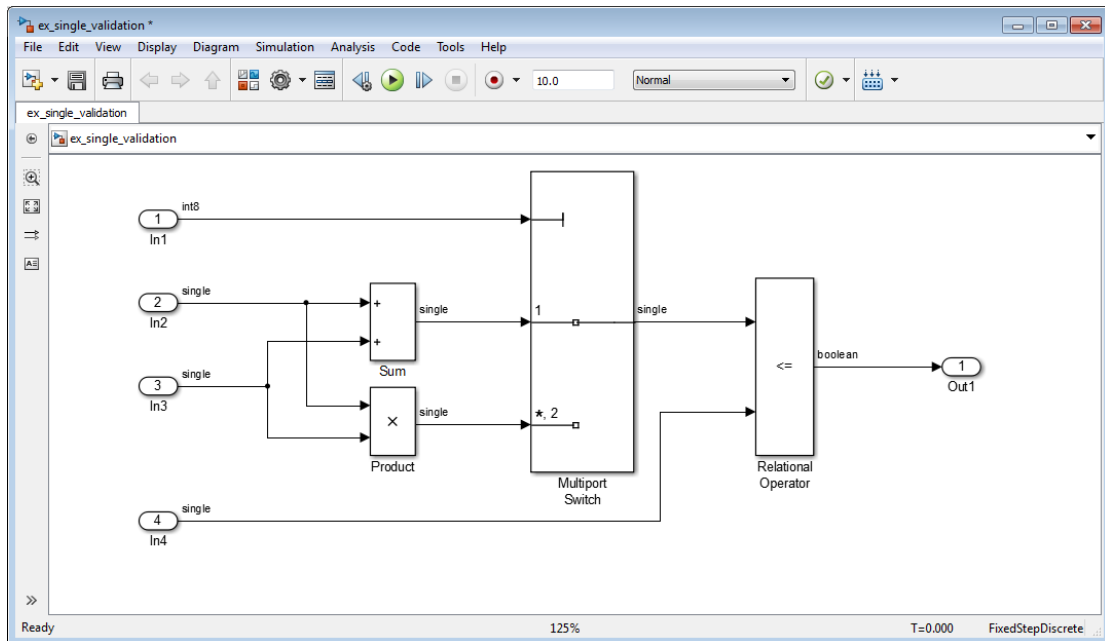 ex_single_validation *
File Edit View Display Diagram Simulation Analysis Code Tools Help
10.0 Normal
ex_single_validation
ex_single_validation
1
In1
int8
2
In2
single
3
In3
single
4
In4
single
+
+
Sum
single
×
Product
single
1
*, 2
Multiport
Switch
single
<=
Relational
Operator
boolean
1
Out1
Ready 125% T=0.000 FixedStepDiscrete